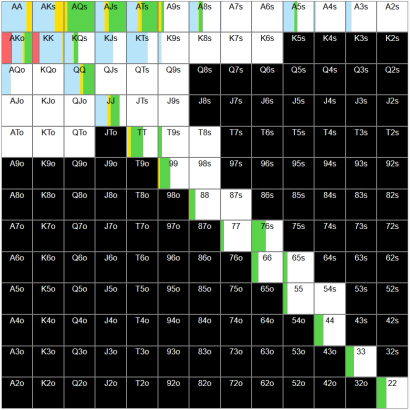 AA AKs AQs AJs ATs A9s A8s A7s A6s A5s A4s A3s A2s
AKo KK KQs KJs KTs K9s K8s K7s K6s K5s K4s K3s K2s
AQo KQo QQ QJs QTs Q9s Q8s Q7s Q6s Q5s Q4s Q3s Q2s
AJo KJo QJo JJ JTs J9s J8s J7s J6s J5s J4s J3s J2s
ATo KTo QTo JTo TT T9s T8s T7s T6s T5s T4s T3s T2s
A9o K9o Q9o J9o T9o 99 98s 97s 96s 95s 94s 93s 92s
A8o K8o Q8o J8o T8o 98o 88 87s 86s 85s 84s 83s 82s
A7o K7o Q7o J7o T7o 97o 87o 77 76s 75s 74s 73s 72s
A6o K6o Q6o J6o T6o 96o 86o 76o 66 65s 64s 63s 62s
A5o K5o Q5o J5o T5o 95o 85o 75o 65o 55 54s 53s 52s
A4o K4o Q4o J4o T4o 94o 84o 74o 64o 54o 44 43s 42s
A3o K3o Q3o J3o T3o 93o 83o 73o 63o 53o 43o 33 32s
A2o K2o Q2o J2o T2o 92o 82o 72o 62o 52o 42o 32o 22